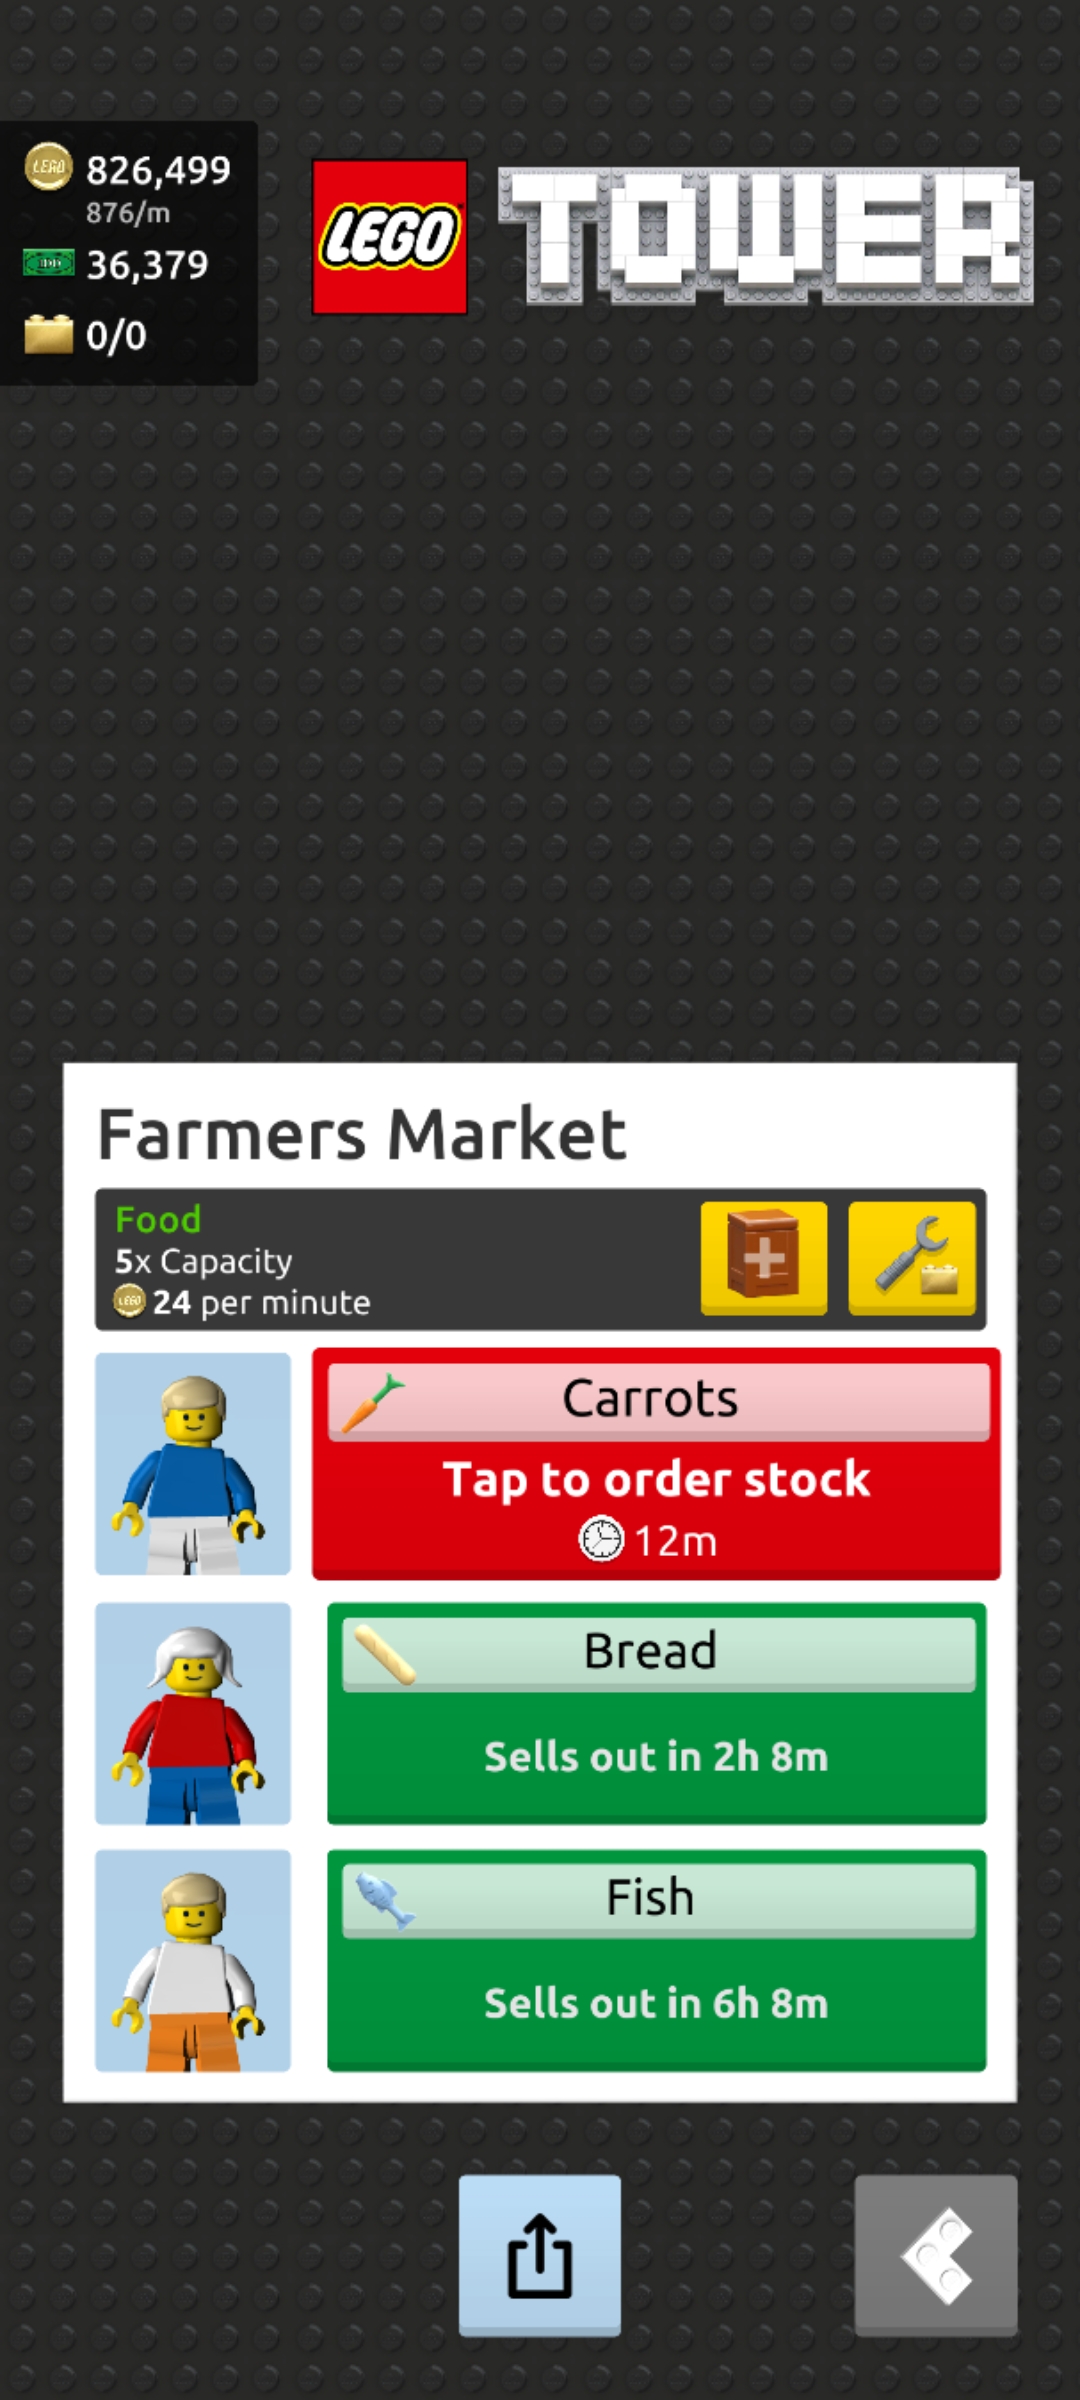 826,499
876/m
36,379
0/0
LEGO
TOWER
Farmers Market
Food
5x Capacity
24 per minute
Carrots
Tap to order stock
12m
Bread
Sells out in 2h 8m
Fish
Sells out in 6h 8m